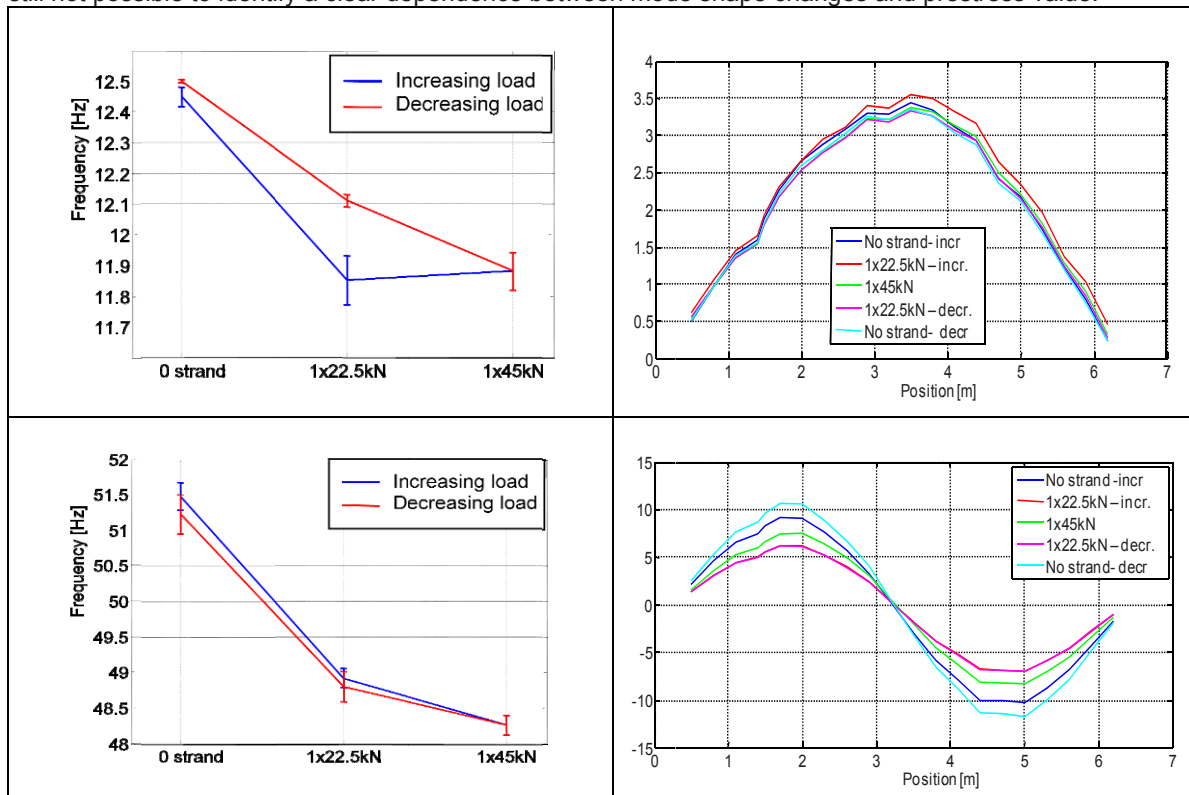 still not possible to identify a clear dependence between mode shape changes and prestress value.
Increasing load
Decreasing load
Frequency [Hz]
12.5
12.4
12.3
12.2
12.1
12
11.9
11.8
11.7
0 strand
1x22.5kN
1x45kN
4
3.5
3
2.5
2
1.5
1
0.5
0
No strand- incr
1x22.5kN – incr.
1x45kN
1x22.5kN – decr.
No strand- decr
0 1 2 3 4 5 6 7
Position [m]
Increasing load
Decreasing load
Frequency [Hz]
52
51.5
51
50.5
50
49.5
49
48.5
48
0 strand
1x22.5kN
1x45kN
15
10
5
0
-5
-10
-15
No strand -incr
1x22.5kN – incr.
1x45kN
1x22.5kN – decr.
No strand- decr
0 1 2 3 4 5 6 7
Position [m]